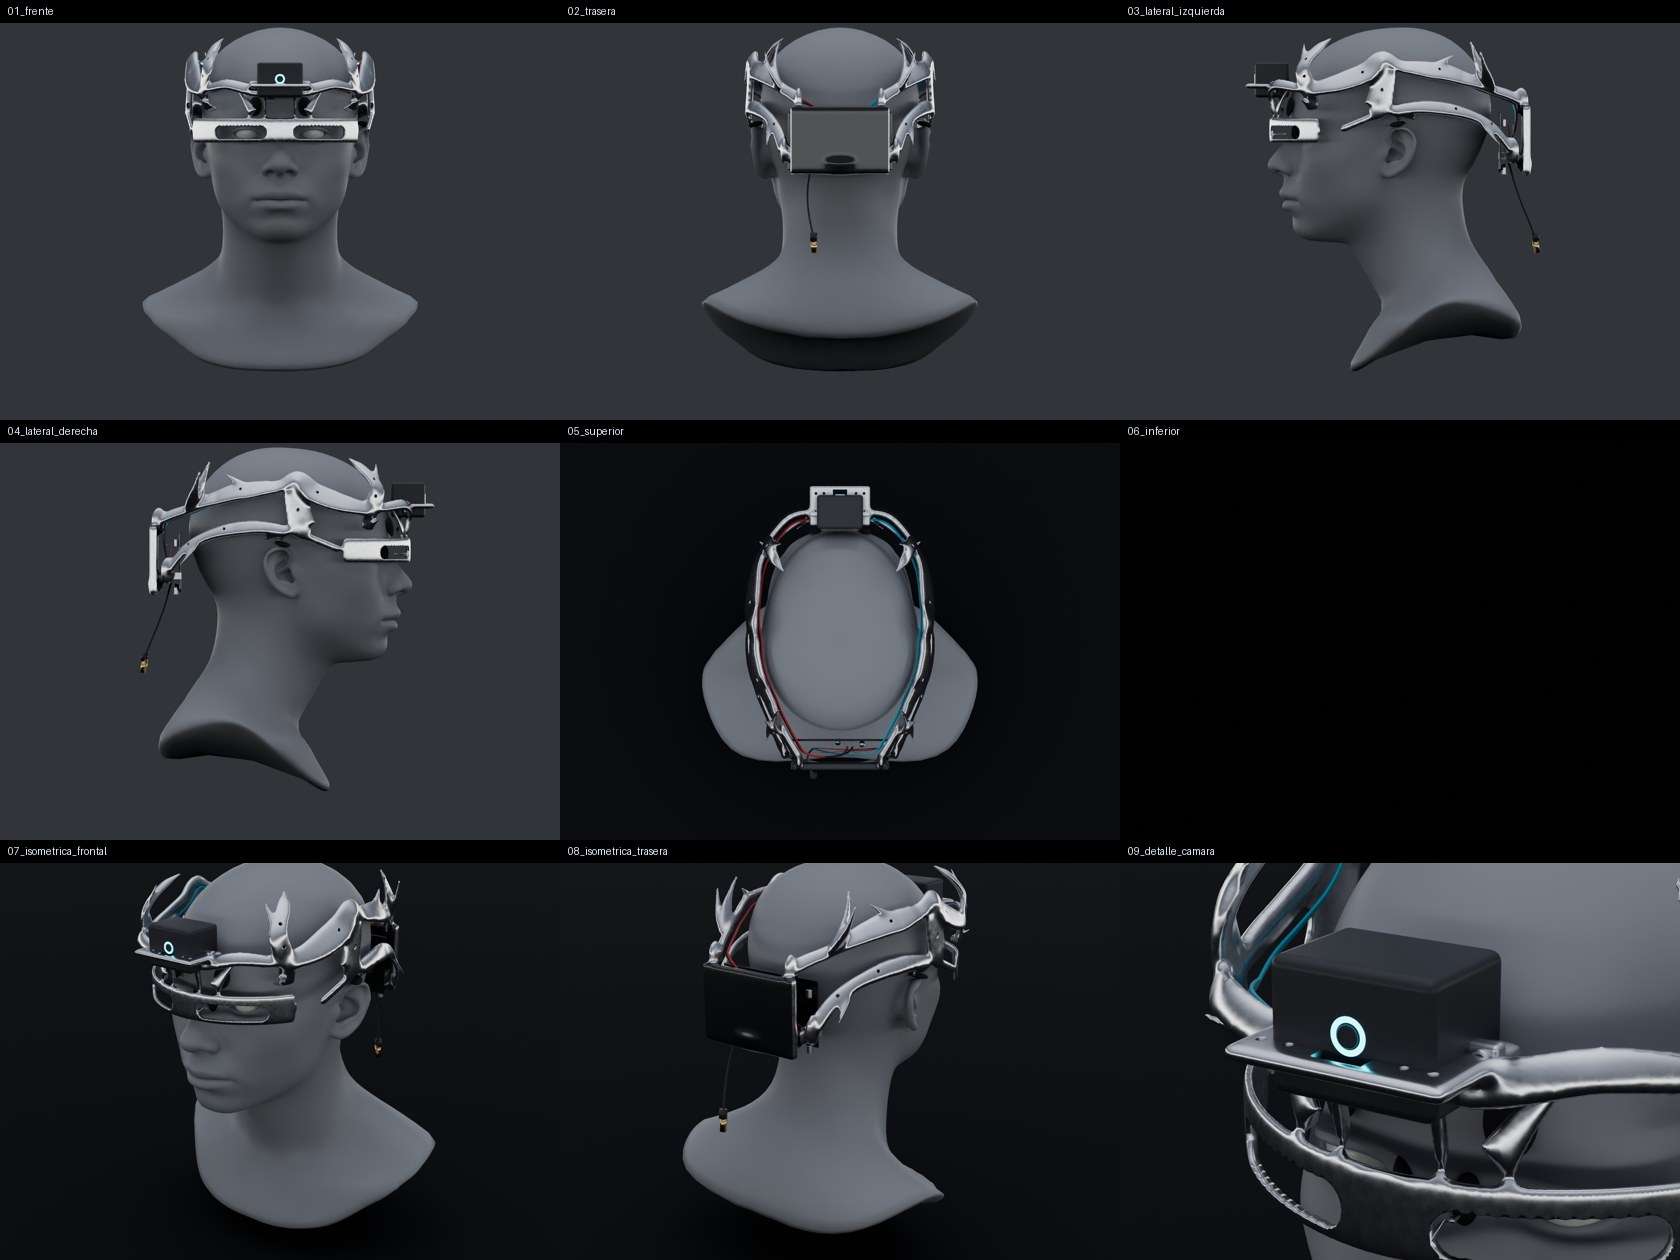 01_frente
02_trasera
03_lateral_izquierda
04_lateral_derecha
05_superior
06_inferior
07_isometrica_frontal
08_isometrica_trasera
09_detalle_camara